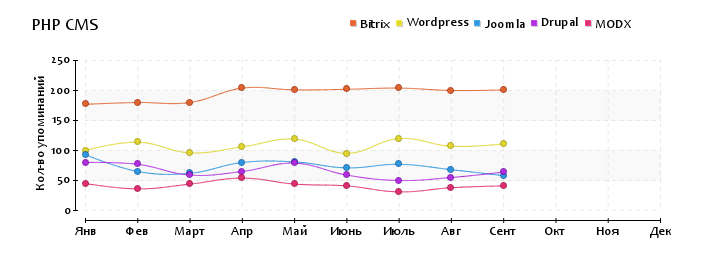 PHP CMS
Bitrix Wordpress Joomla Drupal MODX
Кол-во упоминаний
250
200
150
100
50
0
Янв Фев Март Апр Май Июнь Июль Авг Сент Окт Ноя Дек